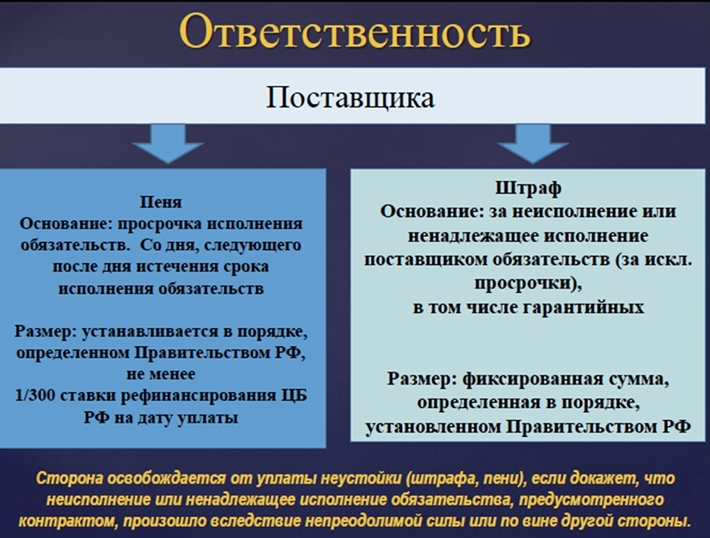 Ответственность
Поставщика
Пеня
Основание: просрочка исполнения
обязательств. Со дня, следующего
после дня истечения срока
исполнения обязательств
Размер: устанавливается в порядке,
определенном Правительством РФ,
не менее
1/300 ставки рефинансирования ЦБ
РФ на дату уплаты
Штраф
Основание: за неисполнение или
ненадлежащее исполнение
поставщиком обязательств (за искл.
просрочки),
в том числе гарантийных
Размер: фиксированная сумма,
определенная в порядке,
установленном Правительством РФ
Сторона освобождается от уплаты неустойки (штрафа, пени), если докажет, что
неисполнение или ненадлежащее исполнение обязательства, предусмотренного
контрактом, произошло вследствие непреодолимой силы или по вине другой стороны.